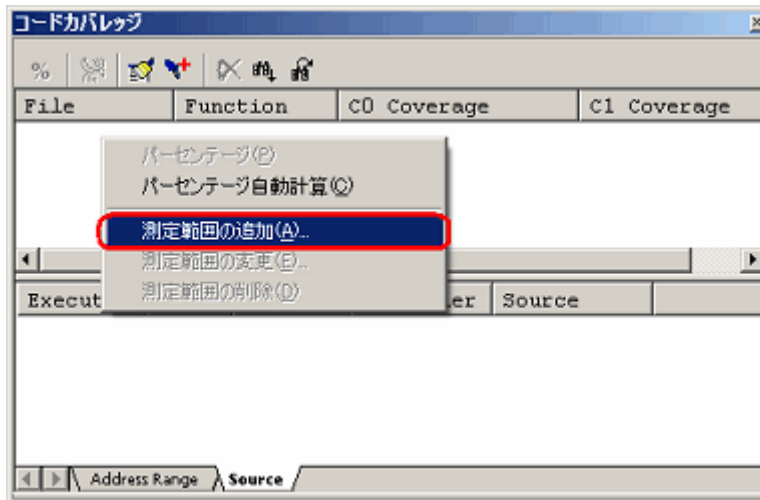 コードカバレッジ
%
File Function C0 Coverage C1 Coverage
パーセンテージ(P)
パーセンテージ自動計算(C)
測定範囲の追加(A)...
測定範囲の変更(E)...
測定範囲の削除(D)
Execut er Source
Address Range Source